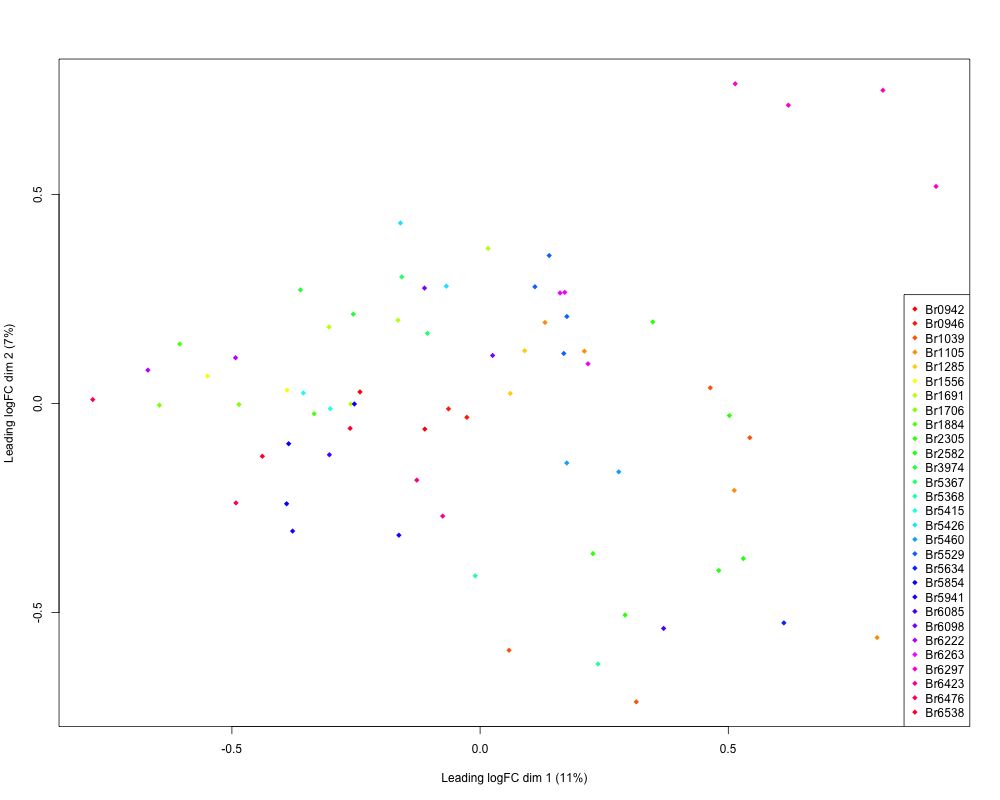 0.5
0.0
-0.5
Leading logFC dim 2 (7%)
Br0942
Br0946
Br1039
Br1105
Br1285
Br1556
Br1691
Br1706
Br1884
Br2305
Br2582
Br3974
Br5367
Br5368
Br5415
Br5426
Br5460
Br5529
Br5634
Br5854
Br5941
Br6085
Br6098
Br6222
Br6263
Br6297
Br6423
Br6476
Br6538
-0.5 0.0 0.5
Leading logFC dim 1 (11%)